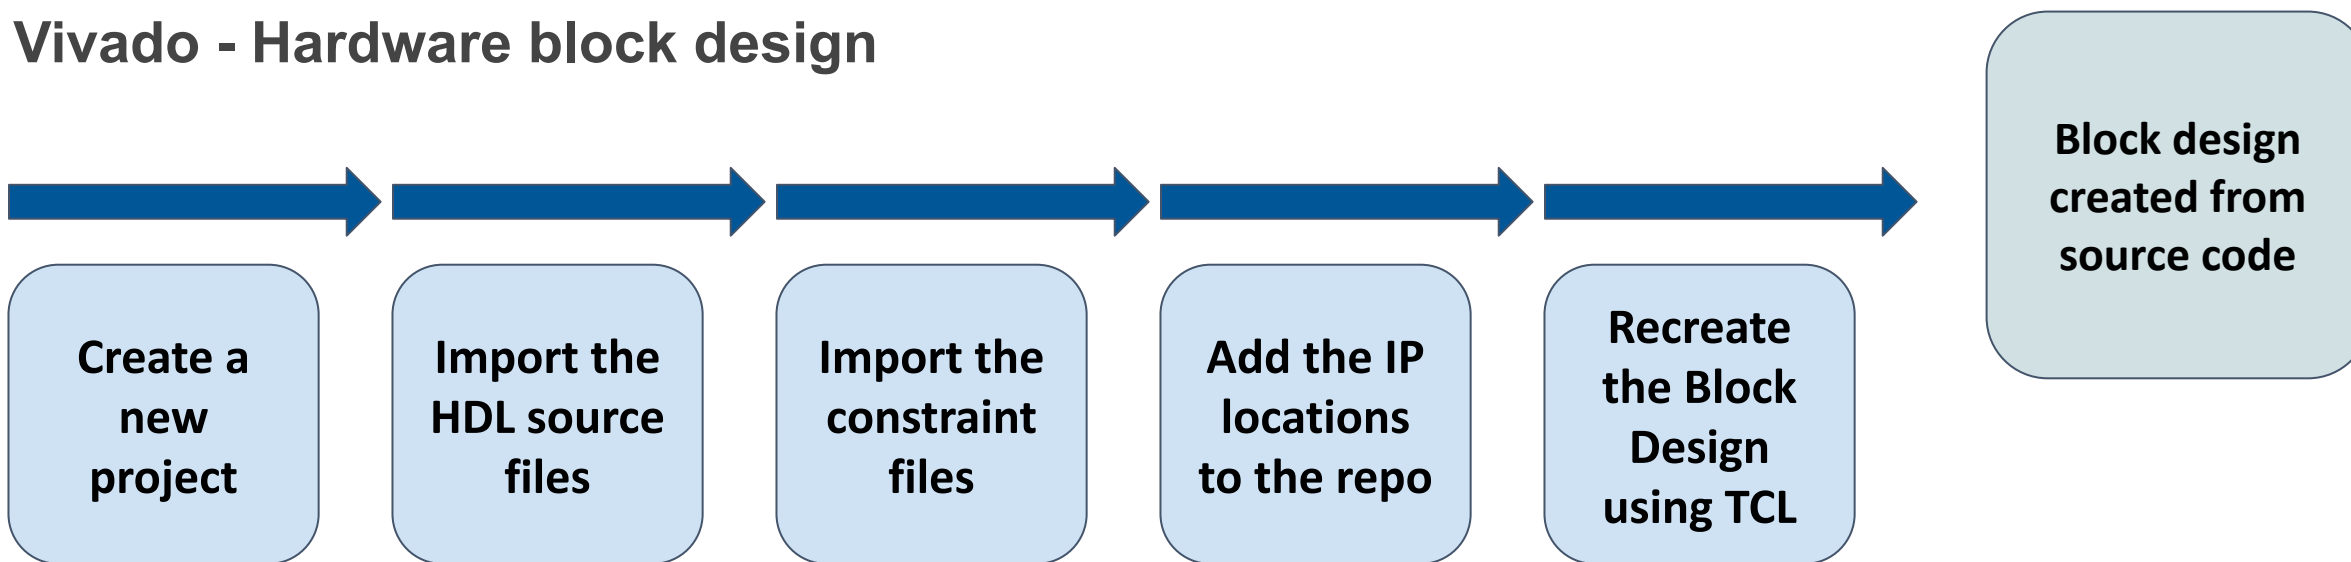 Vivado - Hardware block design
Create a
new
project
Import the
HDL source
files
Import the
constraint
files
Add the IP
locations
to the repo
Recreate
the Block
Design
using TCL
Block design
created from
source code